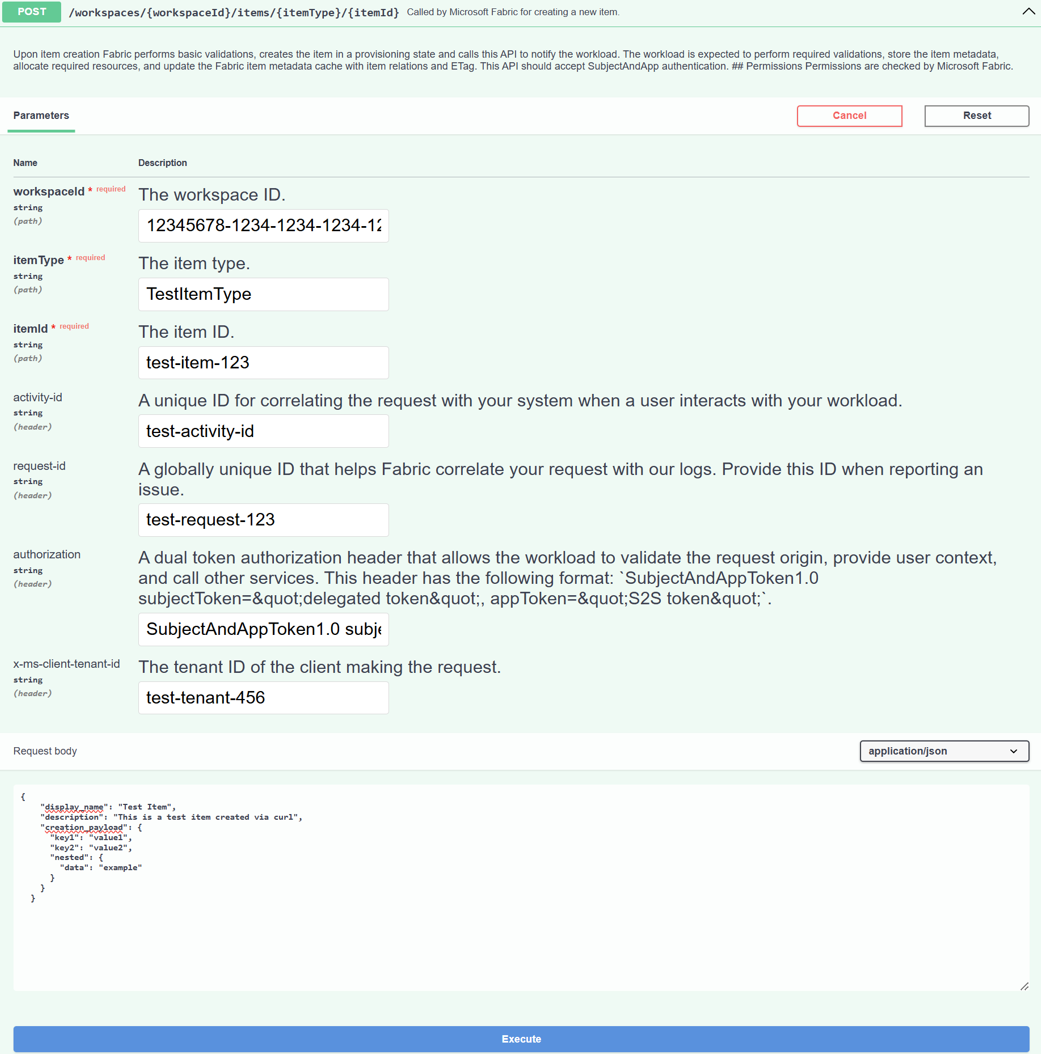 POST /workspaces/{workspaceId}/items/{itemType}/{itemId} Called by Microsoft Fabric for creating a new item.
Upon item creation Fabric performs basic validations, creates the item in a provisioning state and calls this API to notify the workload. The workload is expected to perform required validations, store the item metadata,
allocate required resources, and update the Fabric item metadata cache with item relations and ETag. This API should accept SubjectAndApp authentication. ## Permissions Permissions are checked by Microsoft Fabric.
Parameters Cancel Reset
Name Description
workspaceId * required
string
(path)
The workspace ID.
12345678-1234-1234-1234-12
itemType * required
string
(path)
The item type.
TestItemType
itemId * required
string
(path)
The item ID.
test-item-123
activity-id
string
(header)
A unique ID for correlating the request with your system when a user interacts with your workload.
test-activity-id
request-id
string
(header)
A globally unique ID that helps Fabric correlate your request with our logs. Provide this ID when reporting an
issue.
test-request-123
authorization
string
(header)
A dual token authorization header that allows the workload to validate the request origin, provide user context,
and call other services. This header has the following format: `SubjectAndAppToken1.0
subjectToken=&quot;delegated token&quot;, appToken=&quot;S2S token&quot;`.
SubjectAndAppToken1.0 subje
x-ms-client-tenant-id
string
(header)
The tenant ID of the client making the request.
test-tenant-456
Request body application/json
{
"display_name": "Test Item",
"description": "This is a test item created via curl",
"creation_payload": {
"key1": "value1",
"key2": "value2",
"nested": {
"data": "example"
}
}
}
Execute